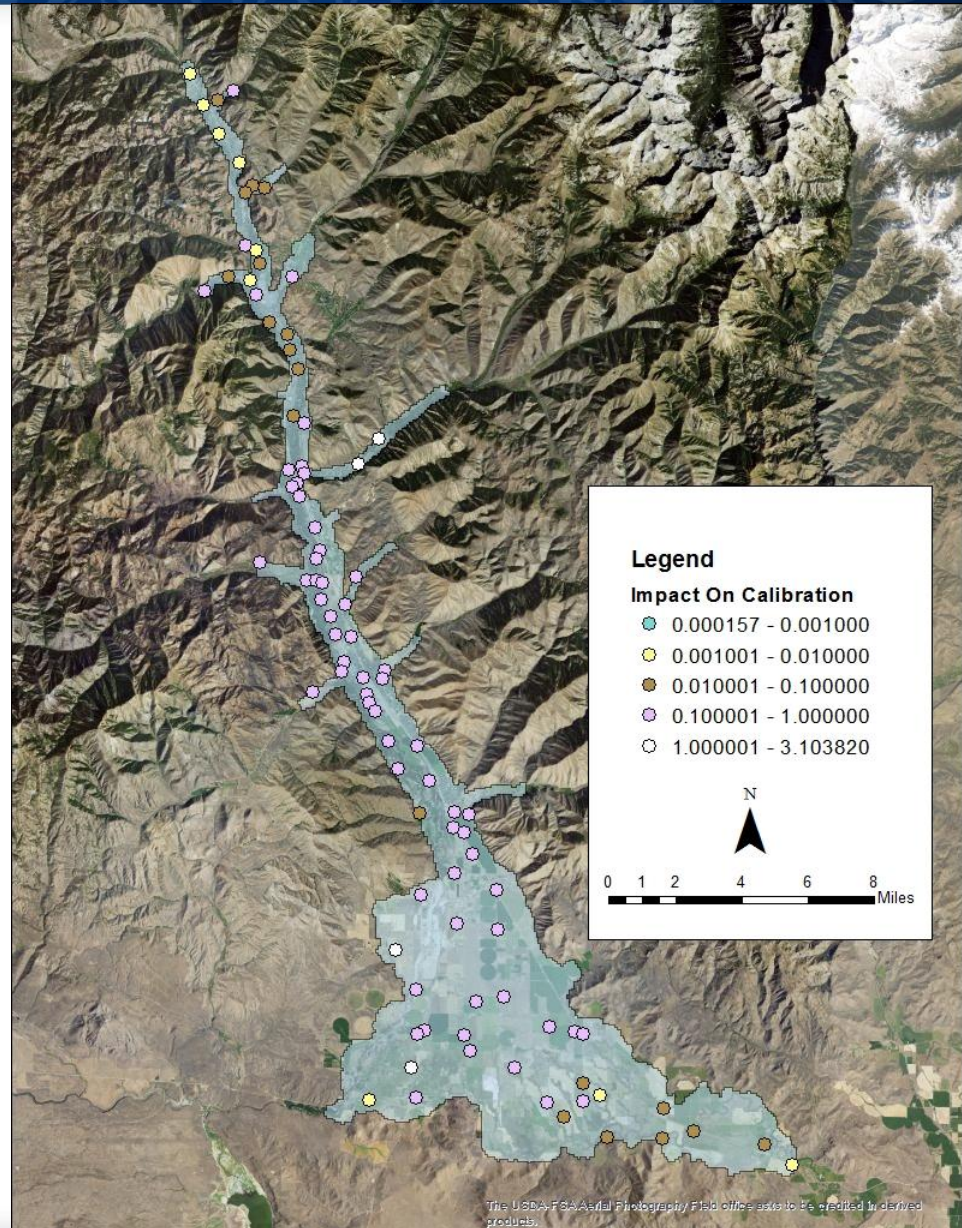 Legend
Impact On Calibration
0.000157 - 0.001000
0.001001 - 0.010000
0.010001 - 0.100000
0.100001 - 1.000000
1.000001 - 3.103820
N
0 1 2 4 6 8
Miles
The USDA-FSA Aerial Photography Field office asks to be credited in derived
products.